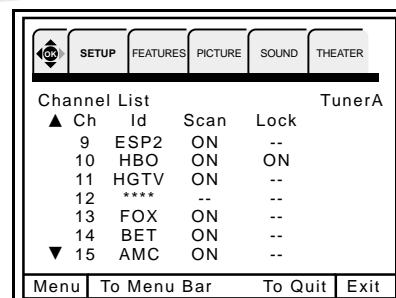 OK SETUP FEATURES PICTURE SOUND THEATER
Channel List TunerA
▲ Ch Id Scan Lock
9 ESP2 ON --
10 HBO ON ON
11 HGTV ON --
12 **** -- --
13 FOX ON --
14 BET ON --
▼ 15 AMC ON --
Menu To Menu Bar To Quit Exit